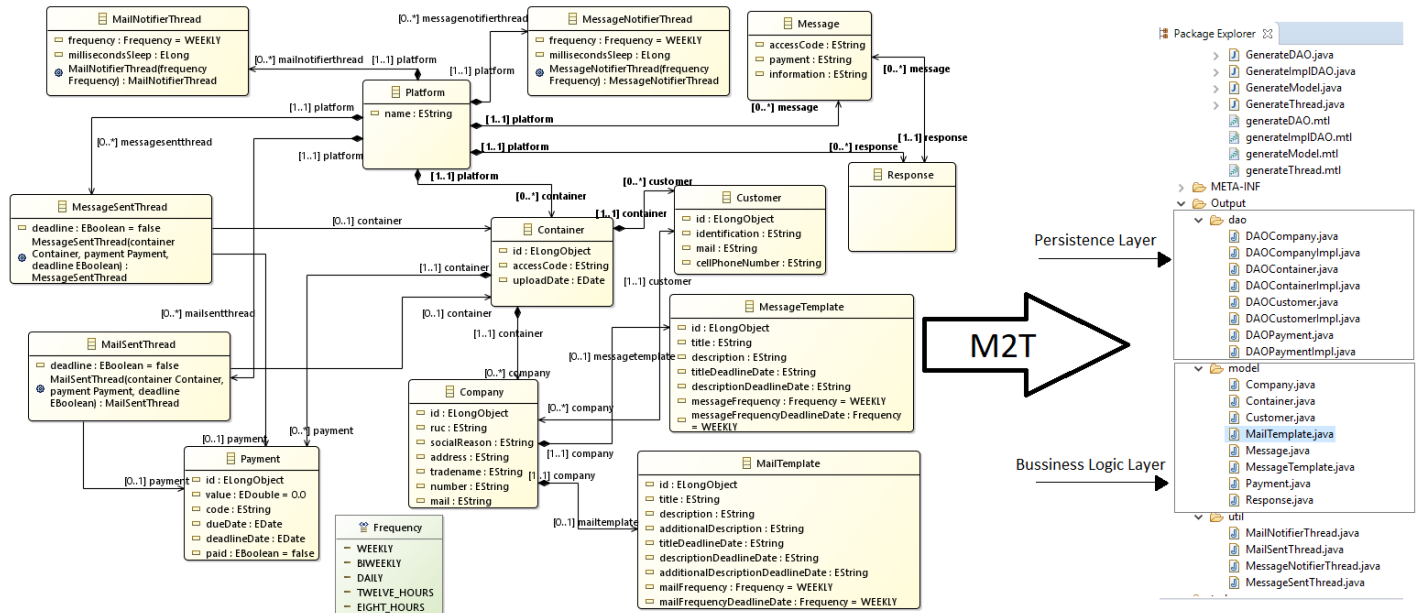 MailNotifierThread
frequency : Frequency = WEEKLY
millisecondsSleep : ELong
MailNotifierThread(frequency
Frequency) : MailNotifierThread
[0..*] messagenotifierthread
MessageNotifierThread
frequency : Frequency = WEEKLY
millisecondsSleep : ELong
MessageNotifierThread(frequency
Frequency) : MessageNotifierThread
Message
accessCode : EString
payment : EString
information : EString
[0..*] mailnotifierthread
[1..1] platform
[1..1] platform
[0..*] message
[0..*] message
Platform
name : EString
[1..1] platform
[0..*] messagesentthread
[1..1] platform
[1..1] platform
[1..1] platform
[0..*] response
[1..1] response
Response
[1..1] platform
[0..*] container
[0..*] customer
[1..1] container
MessageSentThread
deadline : EBoolean = false
MessageSentThread(container
Container, payment Payment,
deadline EBoolean) :
MessageSentThread
[0..1] container
Container
id : ELongObject
accessCode : EString
uploadDate : EDate
Customer
id : ELongObject
identification : EString
mail : EString
cellPhoneNumber : EString
[1..1] container
[1..1] customer
[0..*] mailsentthread
[0..1] container
[1..1] container
MailSentThread
deadline : EBoolean = false
MailSentThread(container Container,
payment Payment, deadline
EBoolean) : MailSentThread
MessageTemplate
id : ELongObject
title : EString
description : EString
titleDeadlineDate : EString
descriptionDeadlineDate : EString
messageFrequency : Frequency = WEEKLY
messageFrequencyDeadlineDate : Frequency
= WEEKLY
[0..1] messagetemplate
[0..*] company
Company
id : ELongObject
ruc : EString
socialReason : EString
address : EString
tradename : EString
number : EString
mail : EString
[0..*] company
[1..1] company
[1..1] company
[0..1] mailtemplate
[0..1] payment
[0..*] payment
[0..1] payment
Payment
id : ELongObject
value : EDouble = 0.0
code : EString
dueDate : EDate
deadlineDate : EDate
paid : EBoolean = false
Frequency
WEEKLY
BIWEEKLY
DAILY
TWELVE_HOURS
EIGHT_HOURS
MailTemplate
id : ELongObject
title : EString
description : EString
additionalDescription : EString
titleDeadlineDate : EString
descriptionDeadlineDate : EString
additionalDescriptionDeadlineDate : EString
mailFrequency : Frequency = WEEKLY
mailFrequencyDeadlineDate : Frequency = WEEKLY
M2T
Persistence Layer
Bussiness Logic Layer
Package Explorer
GenerateDAO.java
GenerateImplDAO.java
GenerateModel.java
GenerateThread.java
generateDAO.mtl
generateImplDAO.mtl
generateModel.mtl
generateThread.mtl
META-INF
Output
dao
DAOCompany.java
DAOCompanyImpl.java
DAOContainer.java
DAOContainerImpl.java
DAOCustomer.java
DAOCustomerImpl.java
DAOPayment.java
DAOPaymentImpl.java
model
Company.java
Container.java
Customer.java
MailTemplate.java
Message.java
MessageTemplate.java
Payment.java
Response.java
util
MailNotifierThread.java
MailSentThread.java
MessageNotifierThread.java
MessageSentThread.java